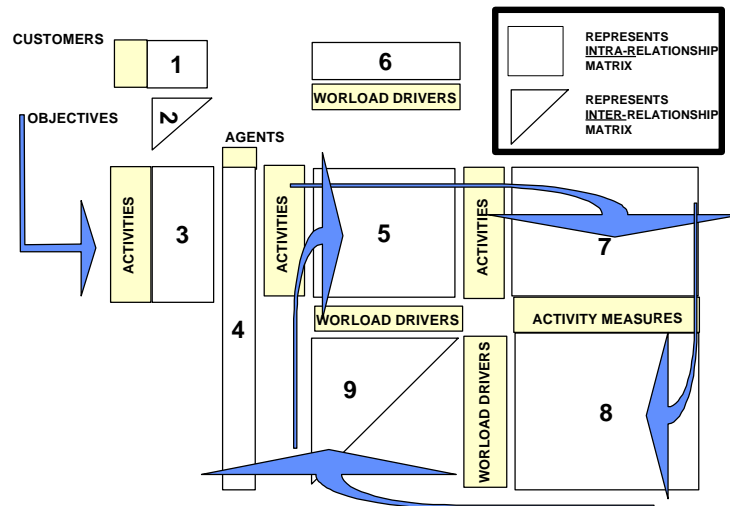 CUSTOMERS
1
6
WORLOAD DRIVERS
REPRESENTS
INTRA-RELATIONSHIP
MATRIX
REPRESENTS
INTER-RELATIONSHIP
MATRIX
OBJECTIVES
2
AGENTS
ACTIVITIES
3
4
ACTIVITIES
5
ACTIVITIES
7
WORLOAD DRIVERS
ACTIVITY MEASURES
9
WORLOAD DRIVERS
8